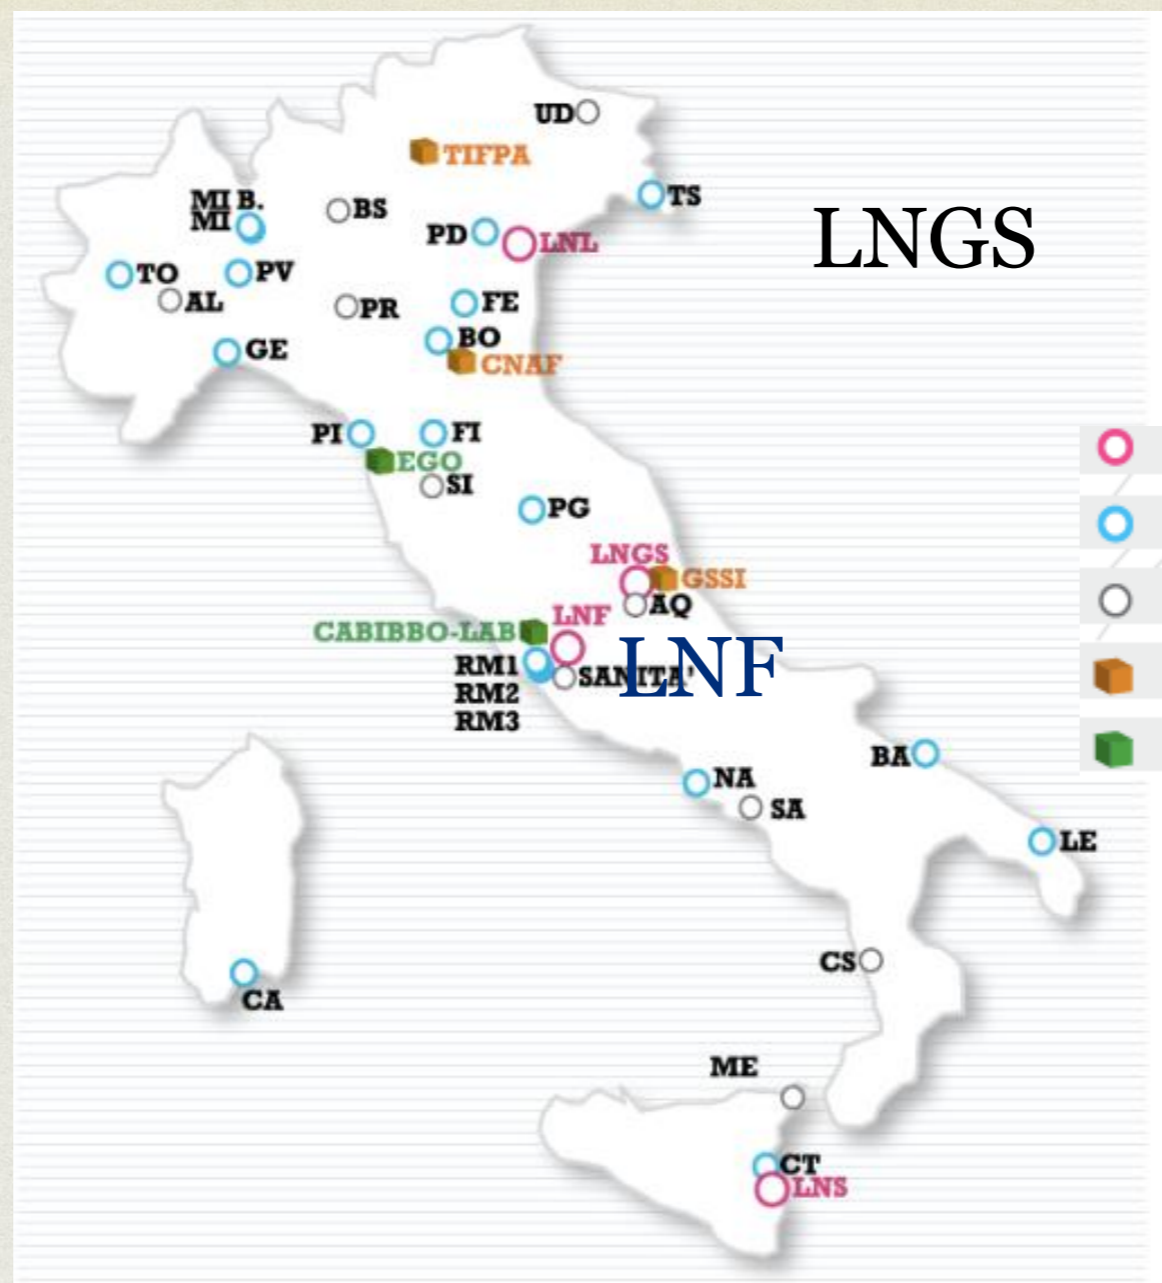 UD
TIFPA
MI B.
MI
BS
TS
PD
LNL
LNGS
TO
PV
AL
PR
FE
BO
GE
CNAF
PI
FI
EGO
SI
PG
LNGS
GSSI
AQ
LNF
CABIBBO-LAB
RM1
SANITA'
LNF
RM2
RM3
BA
NA
SA
LE
CS
CA
ME
CT
LNS